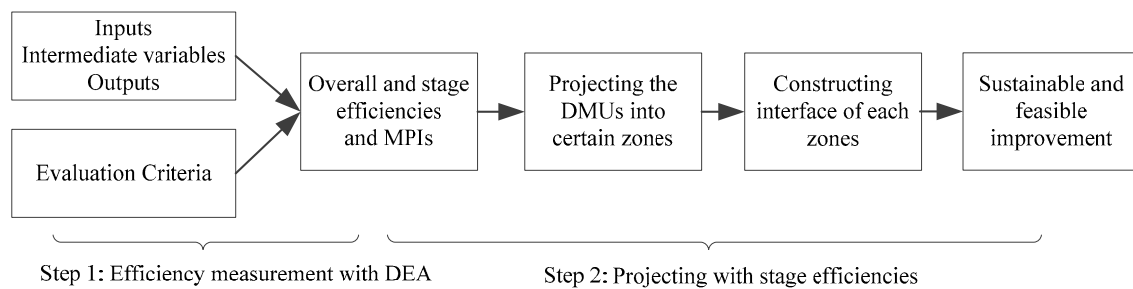 Inputs
Intermediate variables
Outputs
Evaluation Criteria
Overall and stage
efficiencies
and MPIs
Projecting the
DMUs into
certain zones
Constructing
interface of each
zones
Sustainable and
feasible
improvement
Step 1: Efficiency measurement with DEA
Step 2: Projecting with stage efficiencies